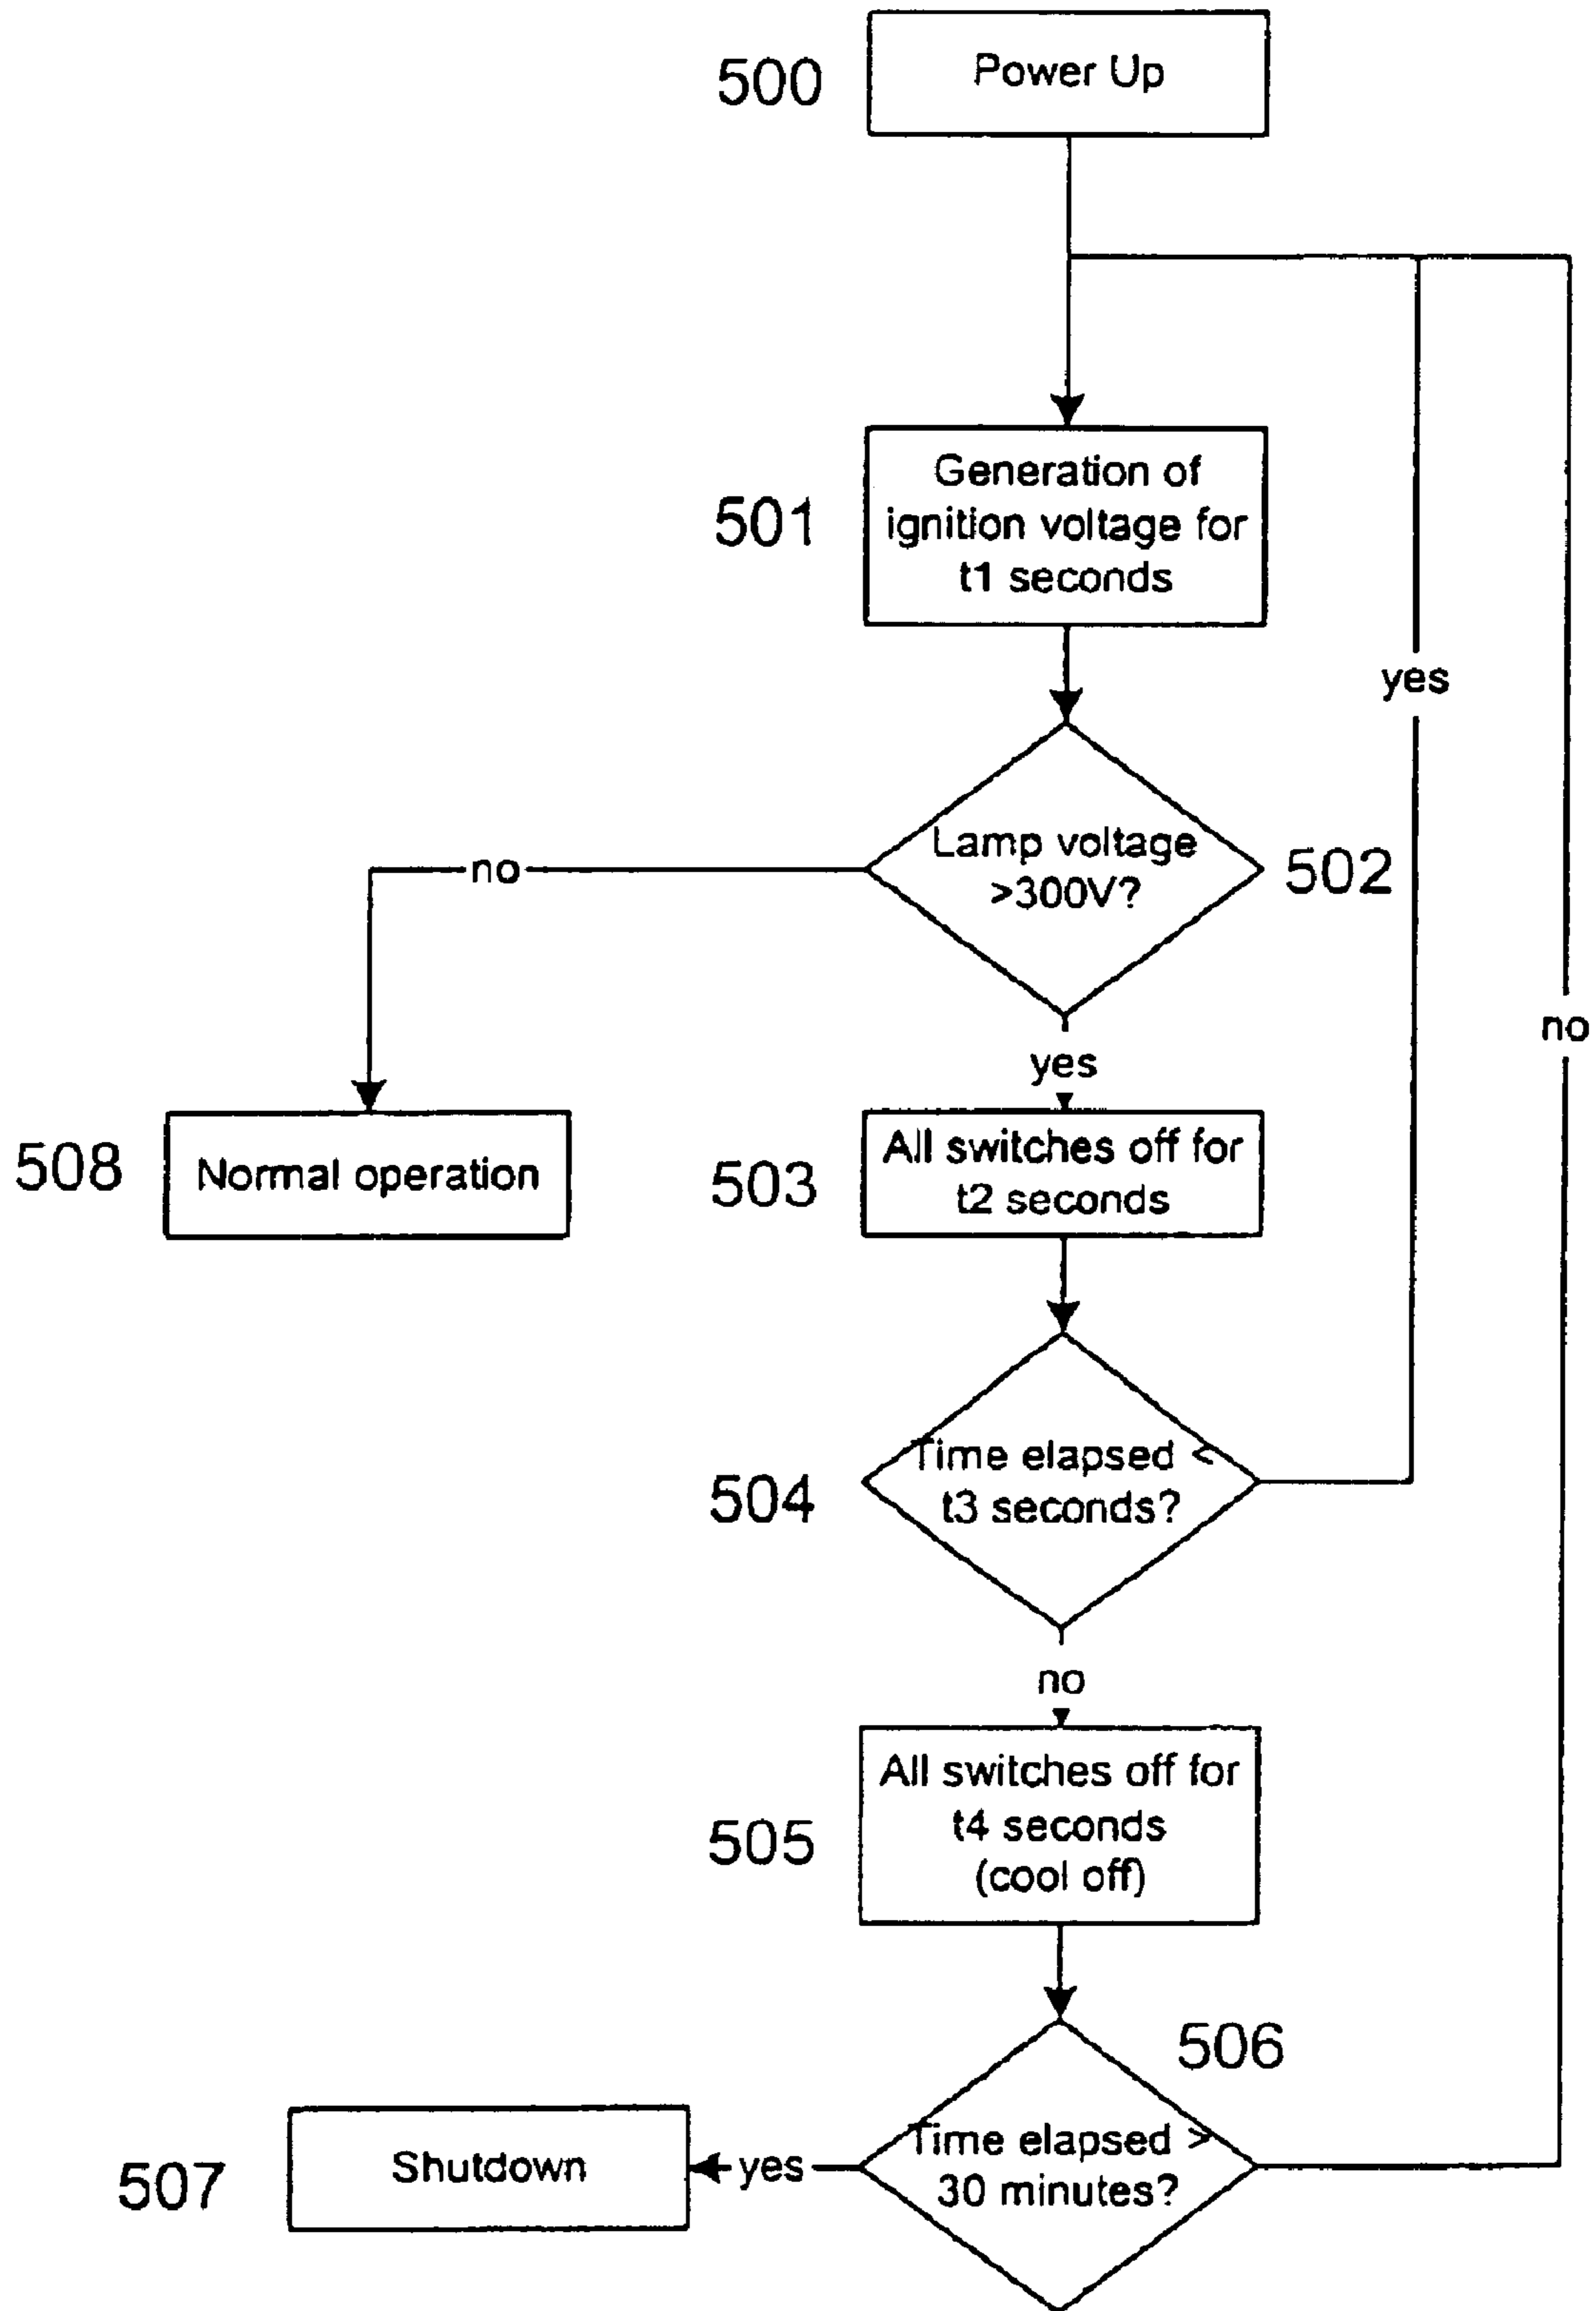 500
Power Up
501
Generation of
ignition voltage for
t1 seconds
yes
Lamp voltage
>300V?
502
no
no
yes
508
Normal operation
503
All switches off for
t2 seconds
504
Time elapsed <
t3 seconds?
no
505
All switches off for
t4 seconds
(cool off)
506
Time elapsed >
30 minutes?
yes
507
Shutdown